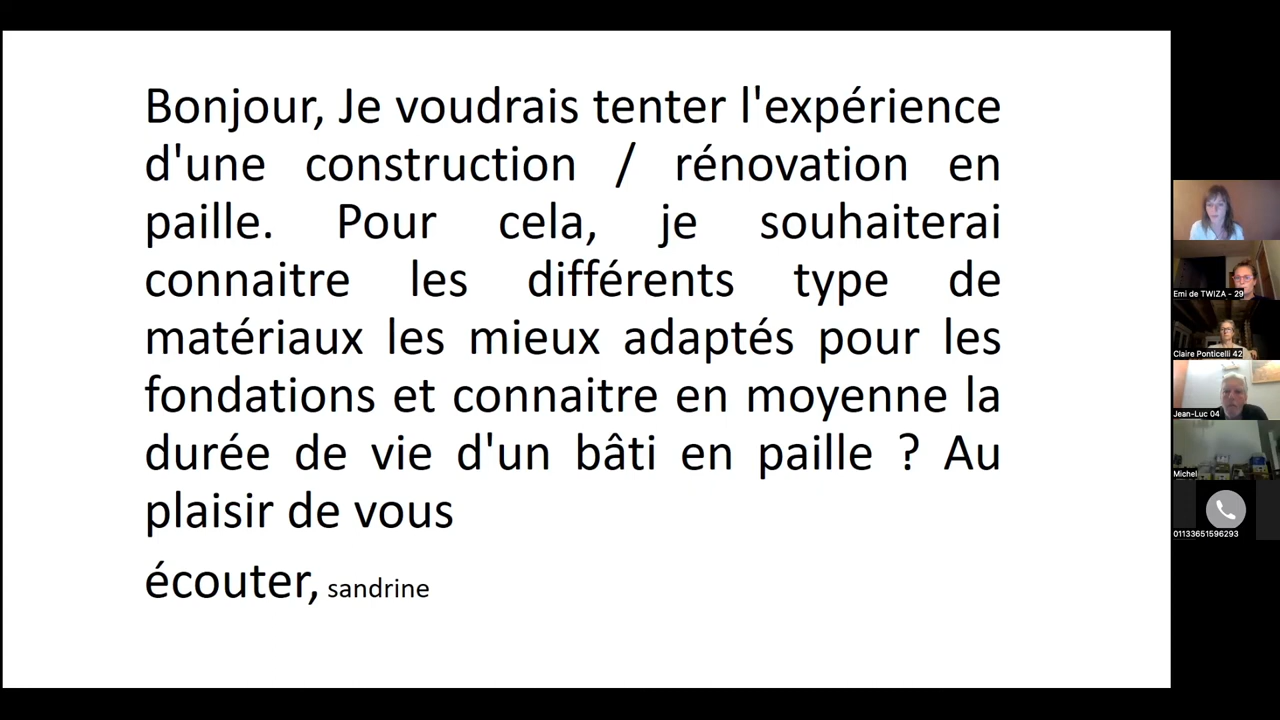 Bonjour, Je voudrais tenter l'expérience
d'une construction / rénovation en
paille. Pour cela, je souhaiterai
connaitre les différents type de
matériaux les mieux adaptés pour les
fondations et connaitre en moyenne la
durée de vie d'un bâti en paille ? Au
plaisir de vous
écouter, sandrine
Emi de TWIZA - 29
Claire Ponticelli 42
Jean-Luc 04
Michel
01133651596293